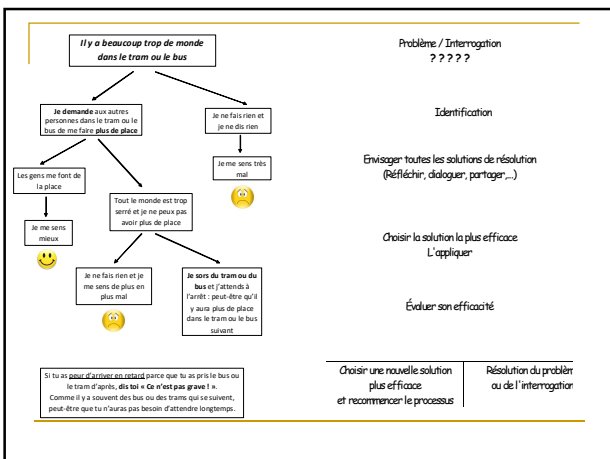 Il y a beaucoup trop de monde
dans le tram ou le bus
Je demande aux autres
personnes dans le tram ou le
bus de me faire plus de place
Je ne fais rien et
je ne dis rien
Les gens me font de
la place
Je me sens très
mal
Tout le monde est trop
serré et je ne peux pas
avoir plus de place
Je me sens
mieux
Je ne fais rien et je
me sens de plus en
plus mal
Je sors du tram ou du
bus et j'attends à
l'arrêt : peut-être qu'il
y aura plus de place
dans le tram ou le bus
suivant
Si tu as peur d'arriver en retard parce que tu as pris le bus ou
le tram d'après, dis toi « Ce n'est pas grave ! ».
Comme il y a souvent des bus ou des trams qui se suivent,
peut-être que tu n'auras pas besoin d'attendre longtemps.
Problème / Interrogation
? ? ? ? ?
Identification
Envisager toutes les solutions de résolution
(Réfléchir, dialoguer, partager,…)
Choisir la solution la plus efficace
L'appliquer
Évaluer son efficacité
Choisir une nouvelle solution
plus efficace
et recommencer le processus
Résolution du problèm
ou de l'interrogation